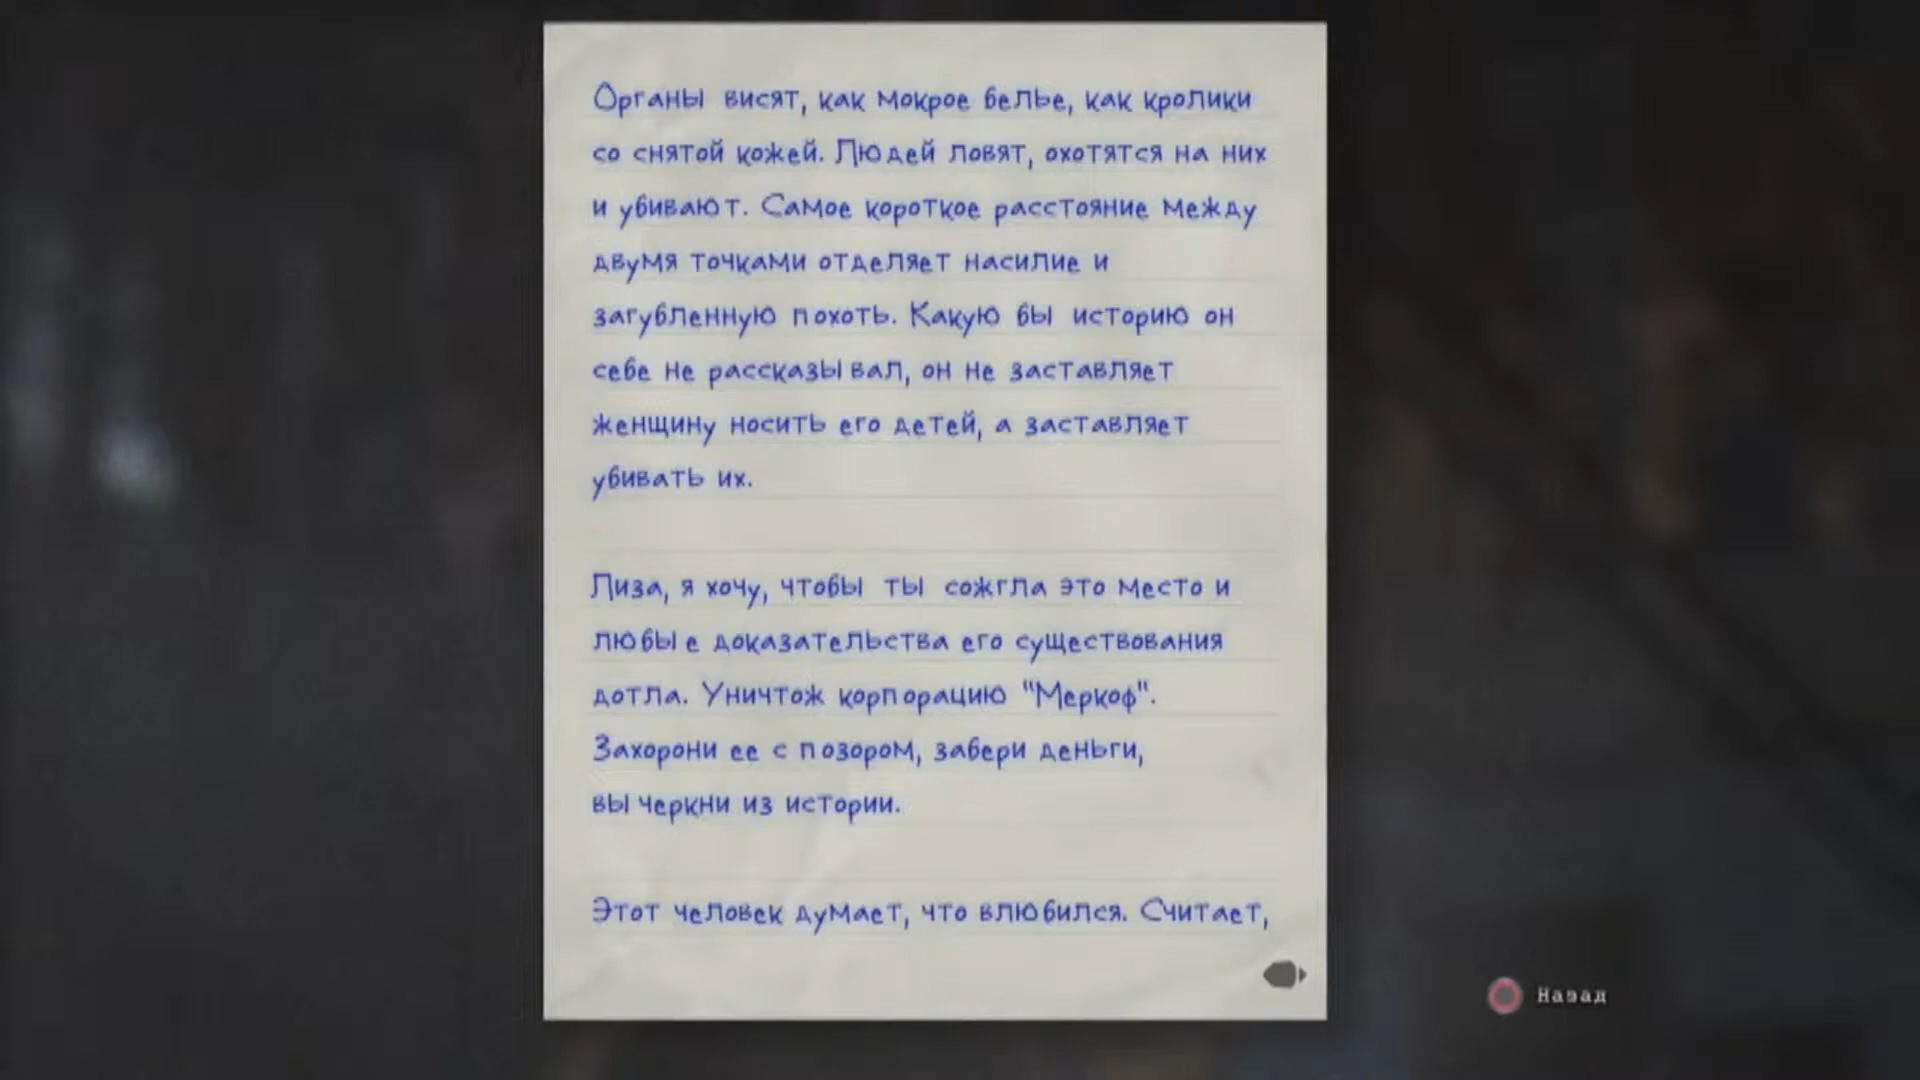 Органы висят, как мокрое белье, как кролики
со снятой кожей. Людей ловят, охотятся на них
и убивают. Самое короткое расстояние между
двумя точками отделяет насилие и
загубленную похоть. Какую бы историю он
себе не рассказывал, он не заставляет
женщину носить его детей, а заставляет
убивать их.
Лиза, я хочу, чтобы ты сожгла это место и
любые доказательства его существования
дотла. Уничтож корпорацию "Меркоф".
Захорони ее с позором, забери деньги,
вычеркни из истории.
Этот человек думает, что влюбился. Считает,
Назад